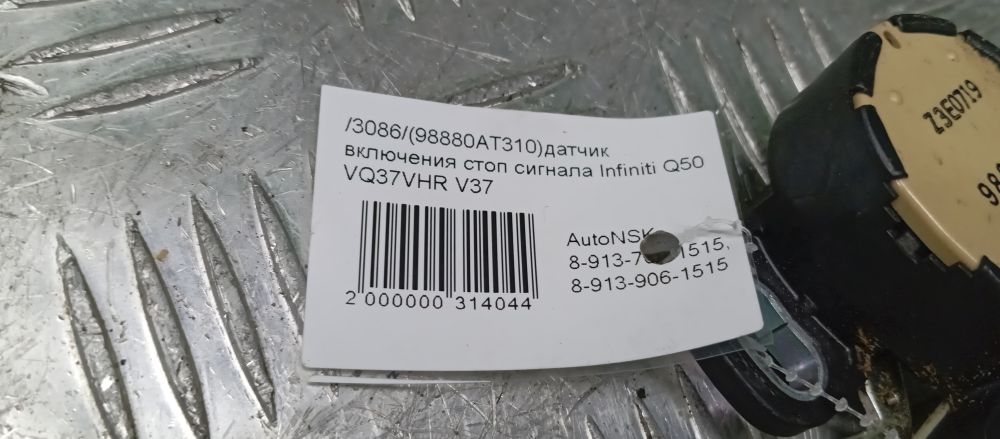 /3086/(98880AT310)датчик
включения стоп сигнала Infiniti Q50
VQ37VHR V37
AutoNSK
1515,
8-913-906-1515
2 000000 314044
Z3E0719